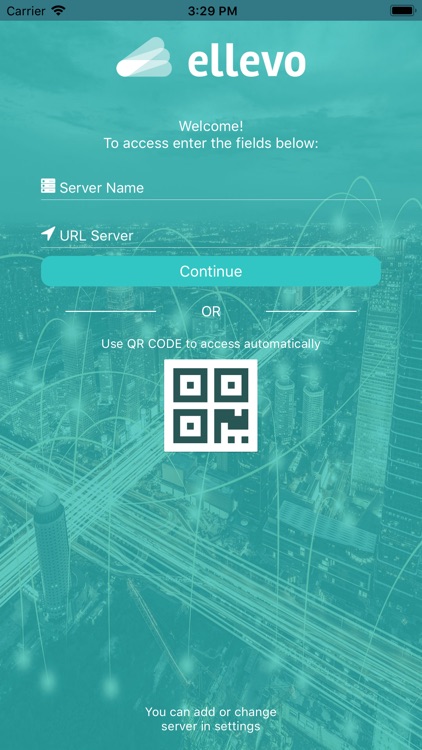 Carrier 3:29 PM
ellevo
Welcome!
To access enter the fields below:
Server Name
URL Server
Continue
OR
Use QR CODE to access automatically
You can add or change
server in settings